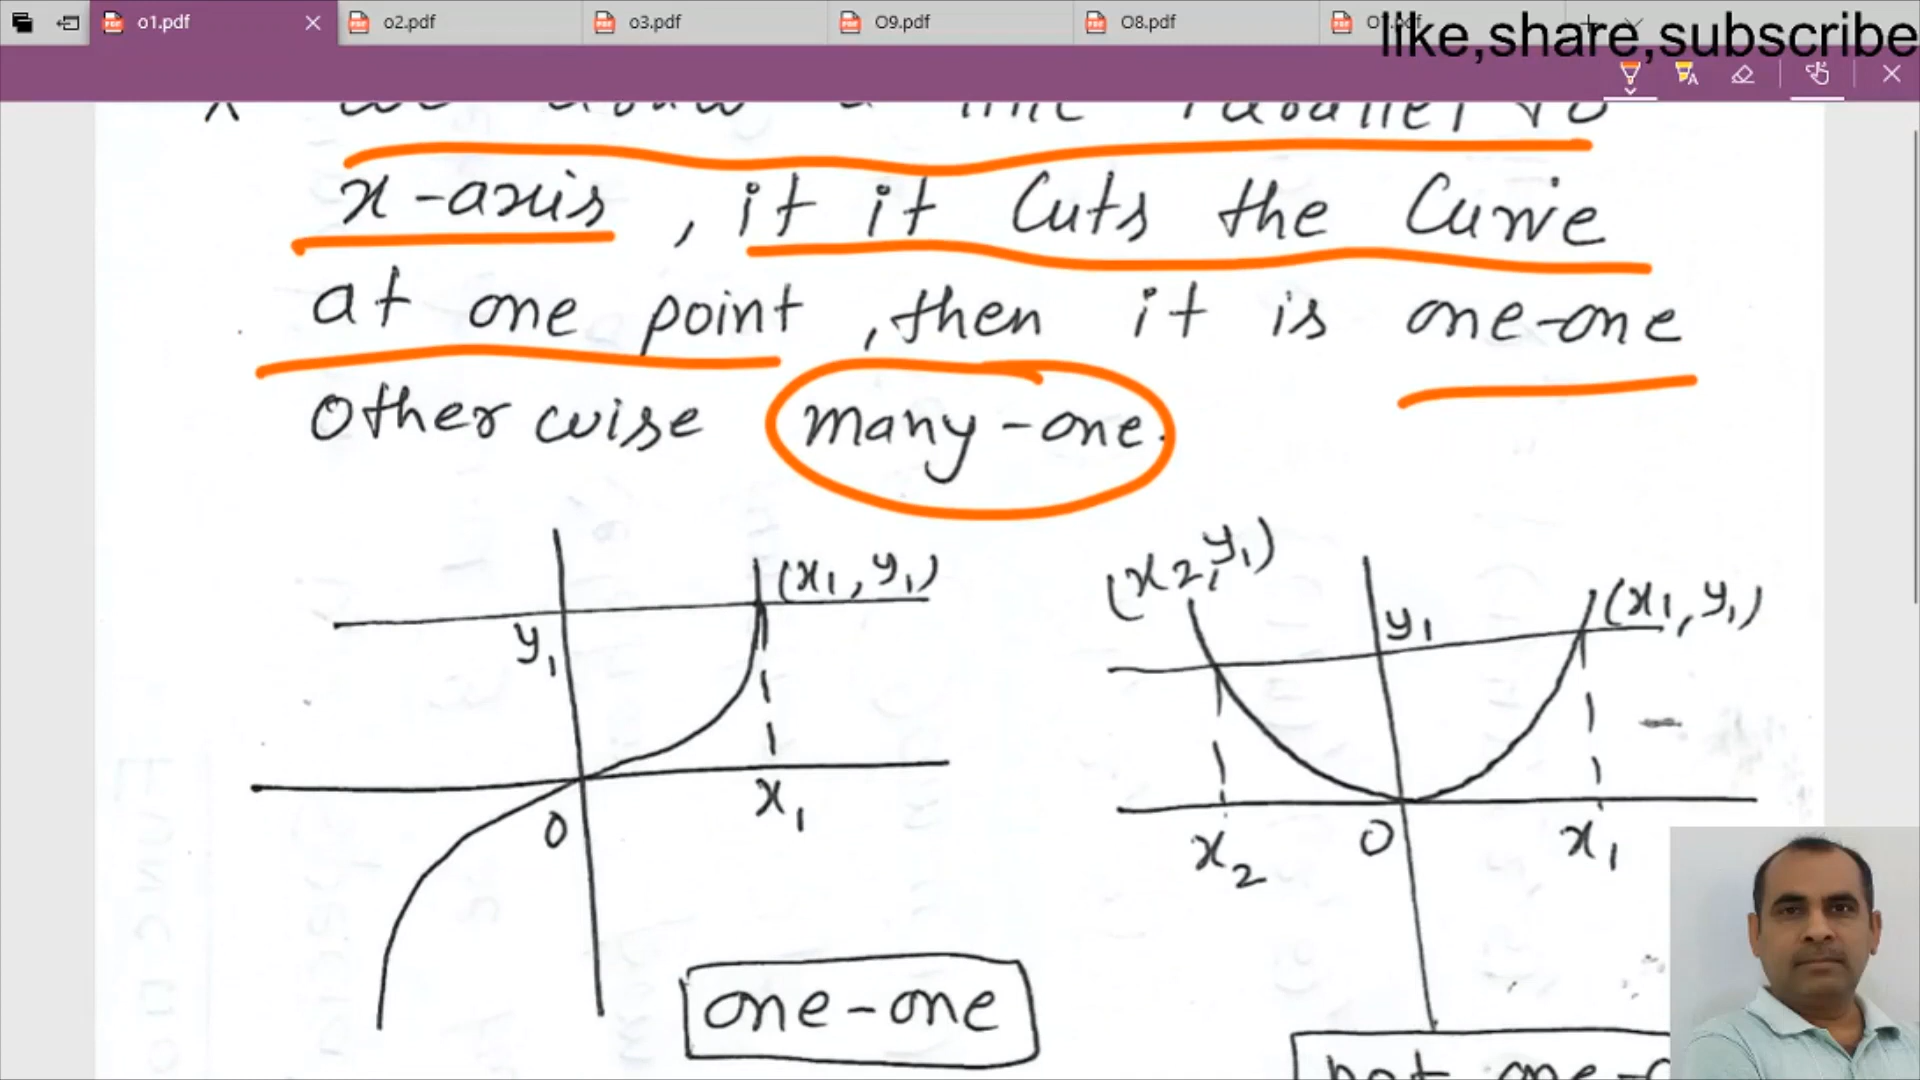 o1.pdf
o2.pdf
o3.pdf
O9.pdf
O8.pdf
like,share,subscribe
x-axis, it it Cuts the Curve
at one point, then it is one-one
Otherwise many-one.
(x1, y1)
y1
x1
0
(x2, y1)
y1
(x1, y1)
x2
0
x1
one-one